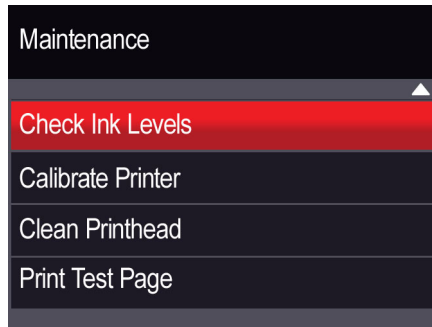 Maintenance
Check Ink Levels
Calibrate Printer
Clean Printhead
Print Test Page